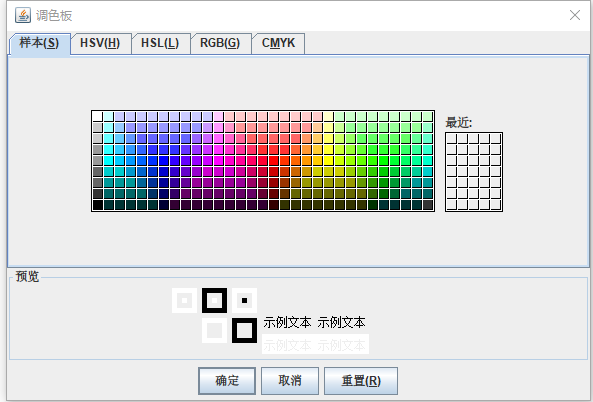 调色板
样本(S) HSV(H) HSL(L) RGB(G) CMYK
最近:
预览
示例文本 示例文本
示例文本 示例文本
确定 取消 重置(R)